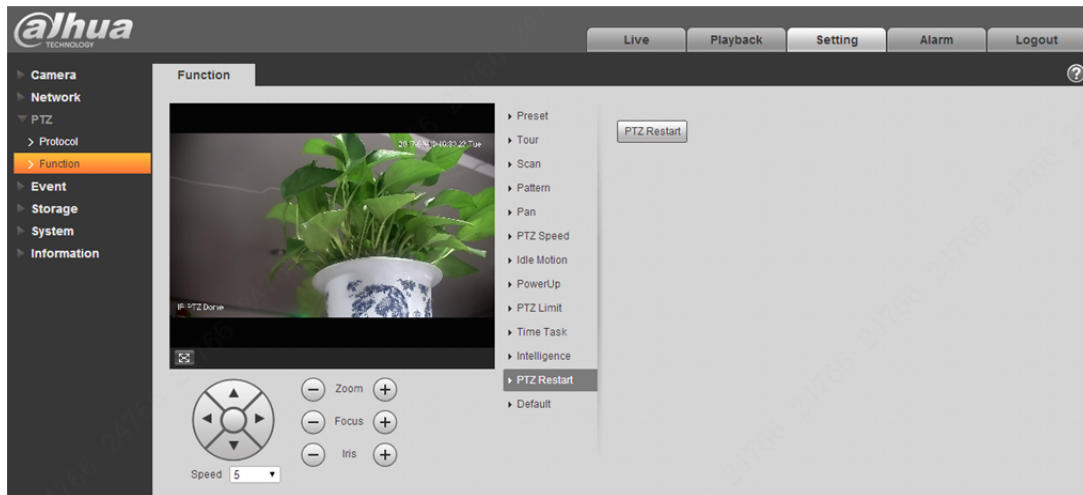 alhua
TECHNOLOGY
Live
Playback
Setting
Alarm
Logout
Camera
Network
PTZ
Protocol
Function
Event
Storage
System
Information
Function
?
Tue
IP PTZ Dome
Preset
Tour
Scan
Pattern
Pan
PTZ Speed
Idle Motion
PowerUp
PTZ Limit
Time Task
Intelligence
PTZ Restart
Default
PTZ Restart
Zoom
Focus
Iris
Speed 5